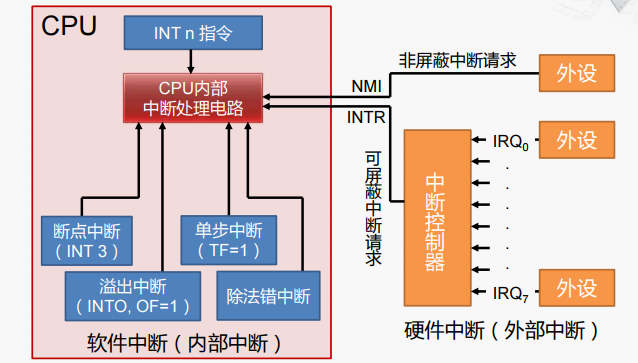 CPU
INT n 指令
CPU内部
中断处理电路
NMI
INTR
非屏蔽中断请求
外设
可屏蔽中断请求
中断控制器
IRQ0
外设
IRQ7
外设
断点中断
（INT 3）
单步中断
（TF=1）
溢出中断
（INTO, OF=1）
除法错中断
软件中断（内部中断）
硬件中断（外部中断）